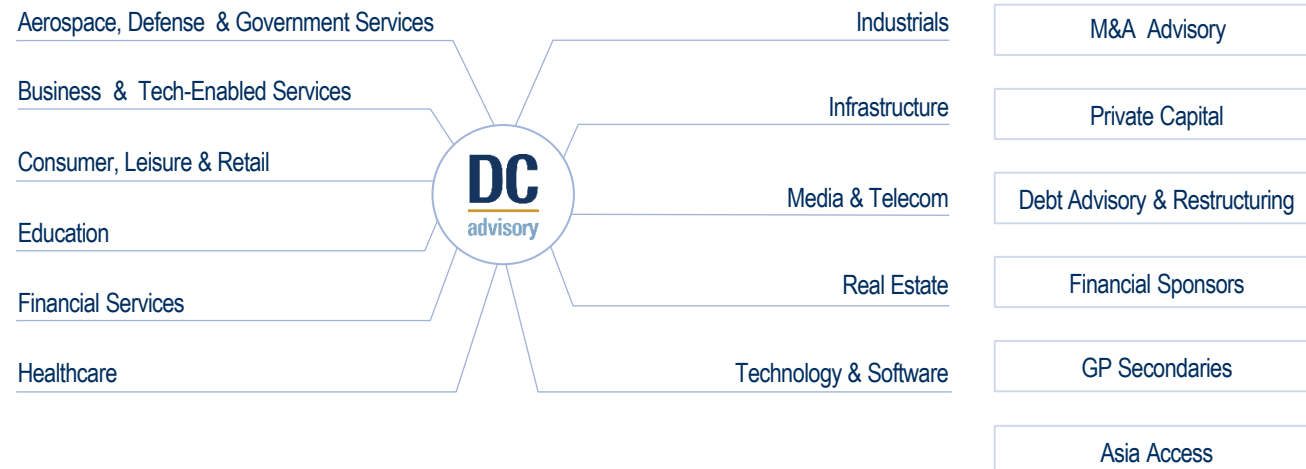 Aerospace, Defense & Government Services
Business & Tech-Enabled Services
Consumer, Leisure & Retail
Education
Financial Services
Healthcare
DC
advisory
Industrials
Infrastructure
Media & Telecom
Real Estate
Technology & Software
M&A Advisory
Private Capital
Debt Advisory & Restructuring
Financial Sponsors
GP Secondaries
Asia Access